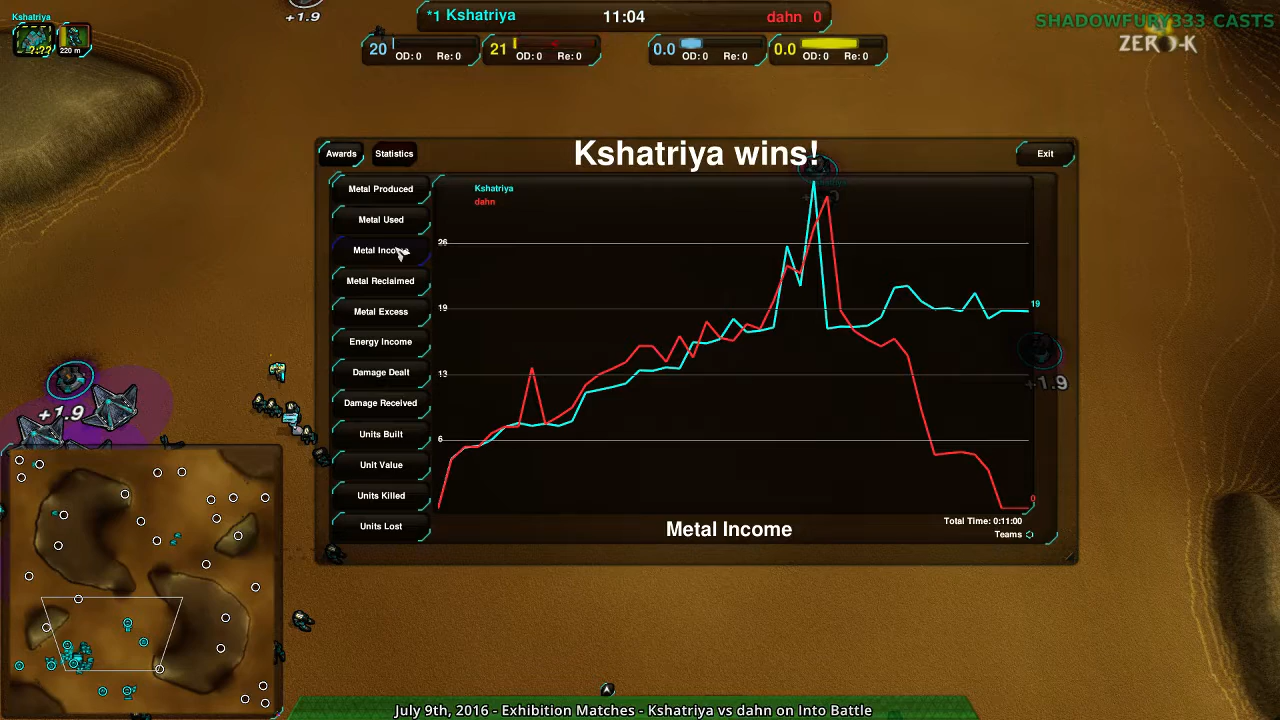 Kshatriya
+1.9
*1 Kshatriya 11:04 dahn 0
SHADOWFURY333 CASTS
ZERO-K
220 m
20 OD: 0 Re: 0
21 OD: 0 Re: 0
0.0 OD: 0 Re: 0
0.0 OD: 0 Re: 0
Awards
Statistics
Kshatriya wins!
Exit
Metal Produced
Metal Used
Metal Income
Metal Reclaimed
Metal Excess
Energy Income
Damage Dealt
Damage Received
Units Built
Unit Value
Units Killed
Units Lost
Kshatriya
dahn
26
19
13
6
19
0
Metal Income
Total Time: 0:11:00
Teams
+1.9
+1.9
July 9th, 2016 - Exhibition Matches - Kshatriya vs dahn on Into Battle